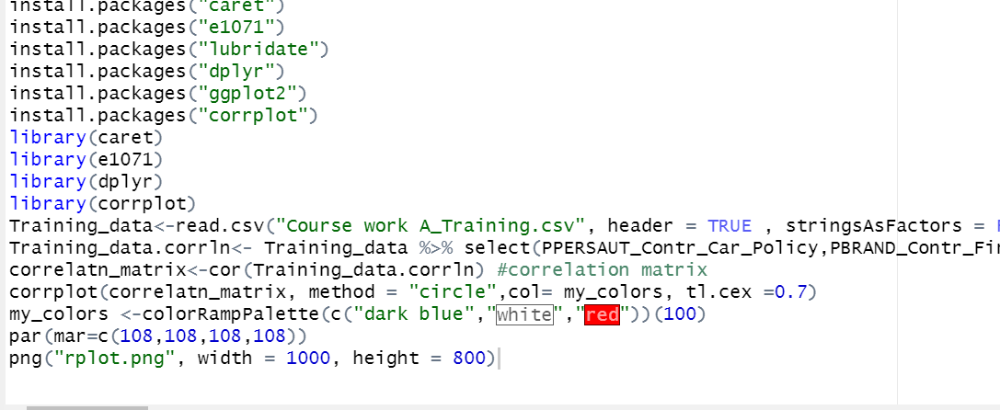 install.packages("caret")
install.packages("e1071")
install.packages("lubridate")
install.packages("dplyr")
install.packages("ggplot2")
install.packages("corrplot")
library(caret)
library(e1071)
library(dplyr)
library(corrplot)
Training_data<-read.csv("Course work A_Training.csv", header = TRUE , stringsAsFactors = F
Training_data.corrln<- Training_data %>% select(PPERSAUT_Contr_Car_Policy,PBRAND_Contr_Fir
correlatn_matrix<-cor(Training_data.corrln) #correlation matrix
corrplot(correlatn_matrix, method = "circle",col= my_colors, tl.cex =0.7)
my_colors <-colorRampPalette(c("dark blue","white","red"))(100)
par(mar=c(108,108,108,108))
png("rplot.png", width = 1000, height = 800)